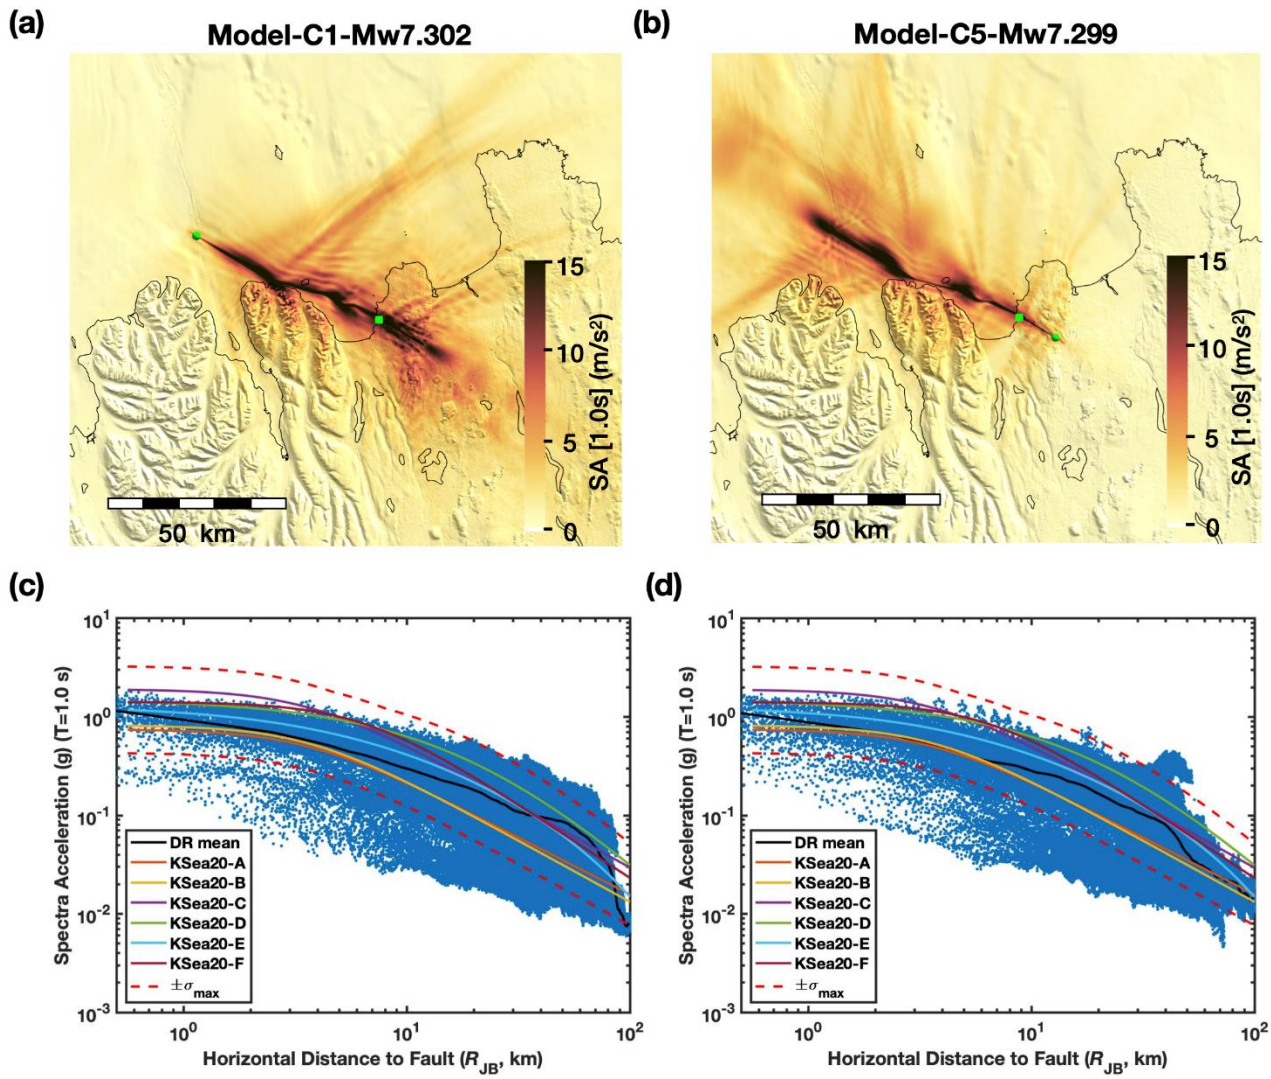 (a)
Model-C1-Mw7.302
15
10
5
0
SA [1.0s] (m/s²)
50 km
(b)
Model-C5-Mw7.299
15
10
5
0
SA [1.0s] (m/s²)
50 km
(c)
10¹
10⁰
10⁻¹
10⁻²
10⁻³
Spectra Acceleration (g) (T=1.0 s)
DR mean
KSea20-A
KSea20-B
KSea20-C
KSea20-D
KSea20-E
KSea20-F
±σmax
10⁰ 10¹ 10²
Horizontal Distance to Fault (RJB, km)
(d)
10¹
10⁰
10⁻¹
10⁻²
10⁻³
Spectra Acceleration (g) (T=1.0 s)
DR mean
KSea20-A
KSea20-B
KSea20-C
KSea20-D
KSea20-E
KSea20-F
±σmax
10⁰ 10¹ 10²
Horizontal Distance to Fault (RJB, km)